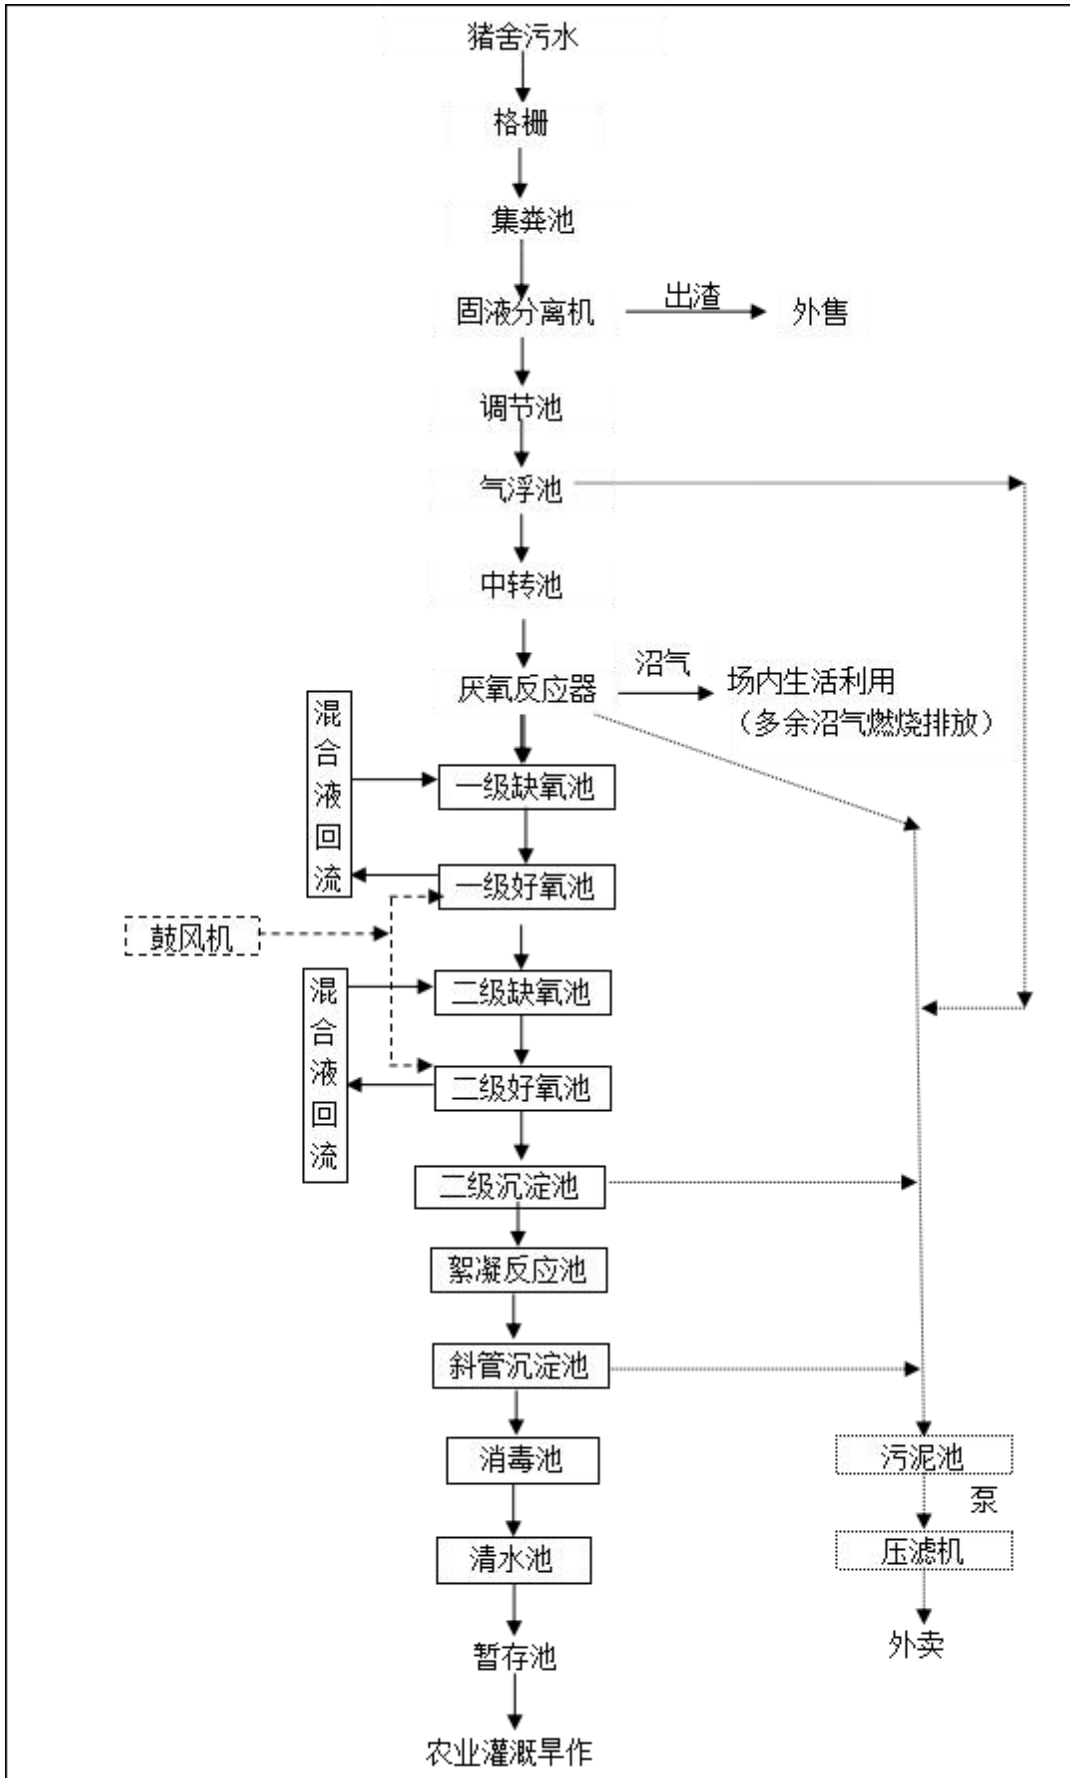 猪舍污水
格栅
集粪池
固液分离机
出渣
外售
调节池
气浮池
中转池
厌氧反应器
沼气
场内生活利用
（多余沼气燃烧排放）
混合液回流
一级缺氧池
一级好氧池
鼓风机
混合液回流
二级缺氧池
二级好氧池
二级沉淀池
絮凝反应池
斜管沉淀池
消毒池
清水池
暂存池
农业灌溉旱作
污泥池
泵
压滤机
外卖